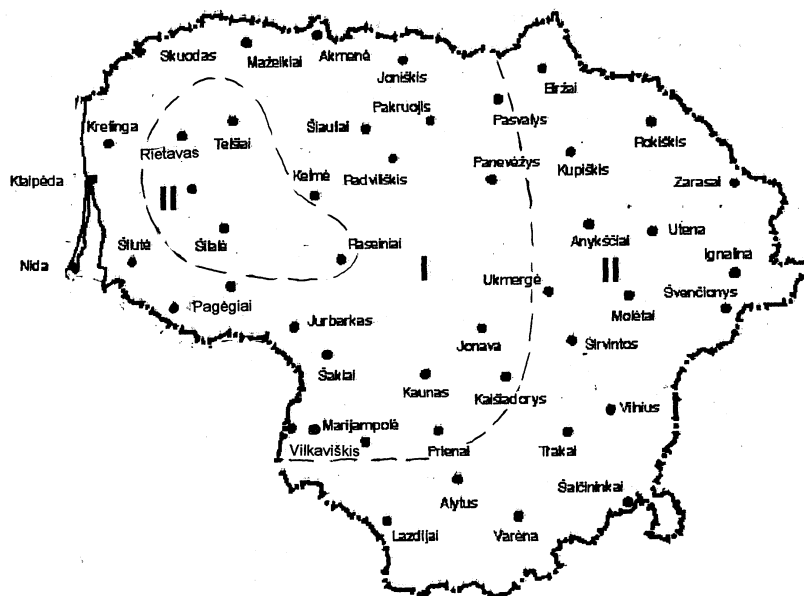 Skuodas
Mažeikiai
Akmenė
Joniškis
Biržai
Pakruojis
Pasvalys
Kretinga
Telšiai
Šiauliai
Rokiškis
Rietavas
Radviliškis
Panevėžys
Kupiškis
Klaipėda
Kelmė
Zarasai
II
Šilutė
Šilalė
Raseiniai
I
Anykščiai
Utena
Nida
II
Ignalina
Ukmergė
Švenčionys
Pagėgiai
Molėtai
Jurbarkas
Jonava
Širvintos
Šakiai
Kaunas
Kaišiadorys
Vilnius
Marijampolė
Vilkaviškis
Prienai
Trakai
Alytus
Šalčininkai
Lazdijai
Varėna